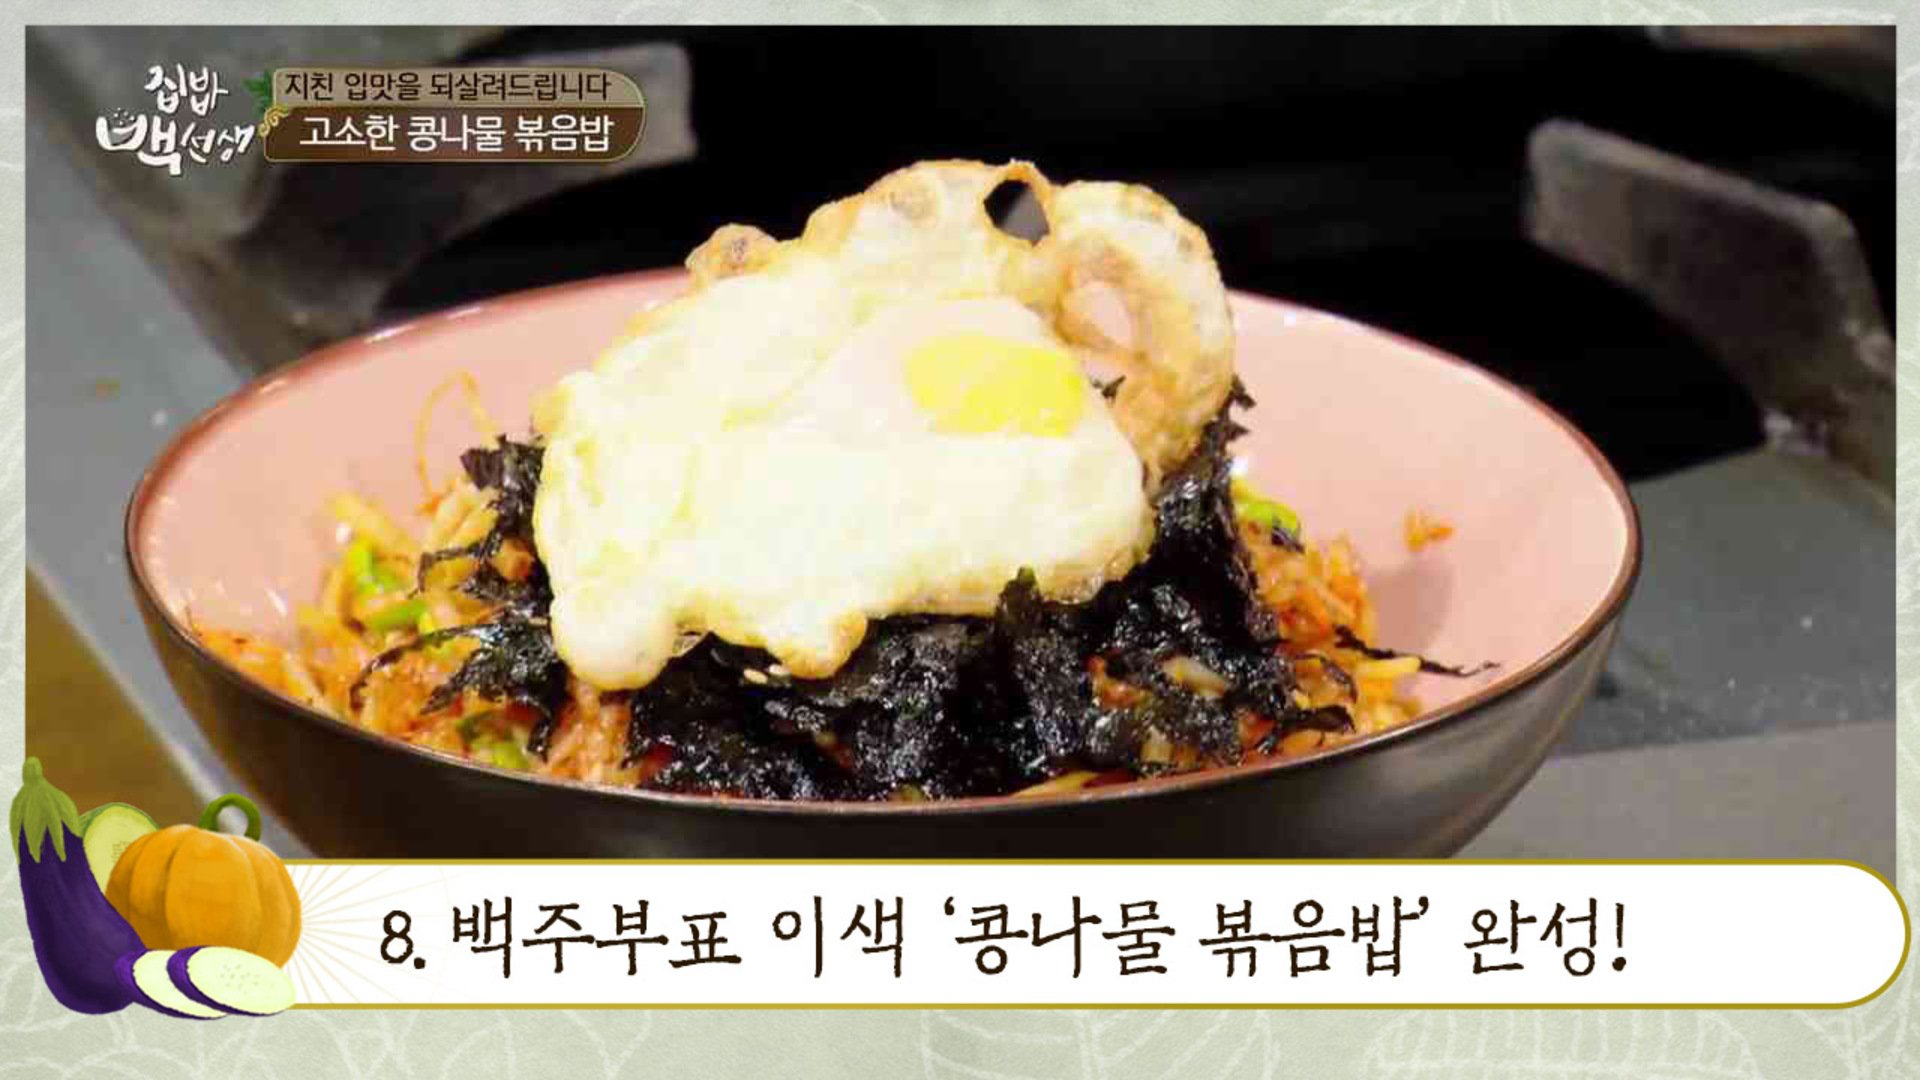 집밥
백선생
지친 입맛을 되살려드립니다
고소한 콩나물 볶음밥
8. 백주부표 이색 ‘콩나물 볶음밥’ 완성!